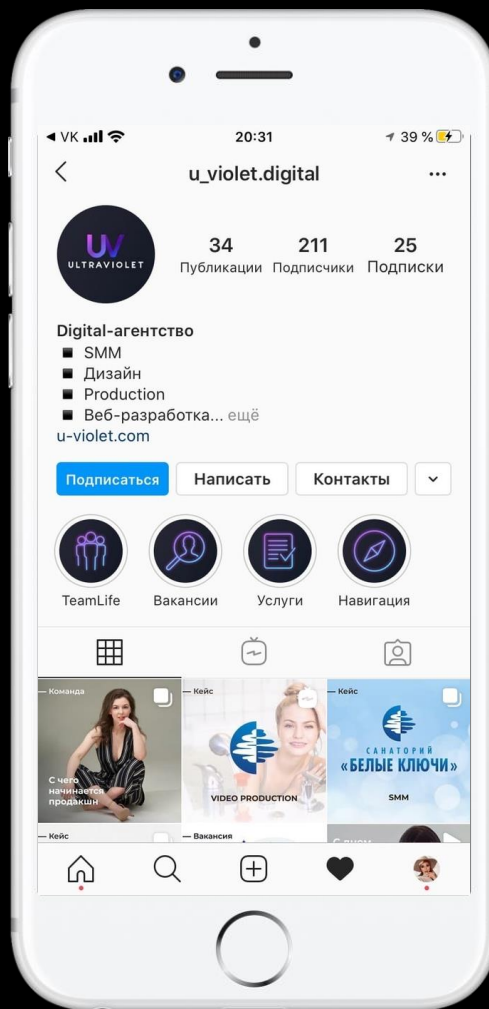 VK
20:31
39 %
u_violet.digital
UV
ULTRAVIOLET
34
211
25
Публикации
Подписчики
Подписки
Digital-агентство
SMM
Дизайн
Production
Веб-разработка... ещё
u-violet.com
Подписаться
Написать
Контакты
TeamLife
Вакансии
Услуги
Навигация
— Команда
С чего
начинается
продакшн
— Кейс
VIDEO PRODUCTION
— Кейс
САНАТОРИЙ
«БЕЛЫЕ КЛЮЧИ»
SMM
— Кейс
— Вакансия